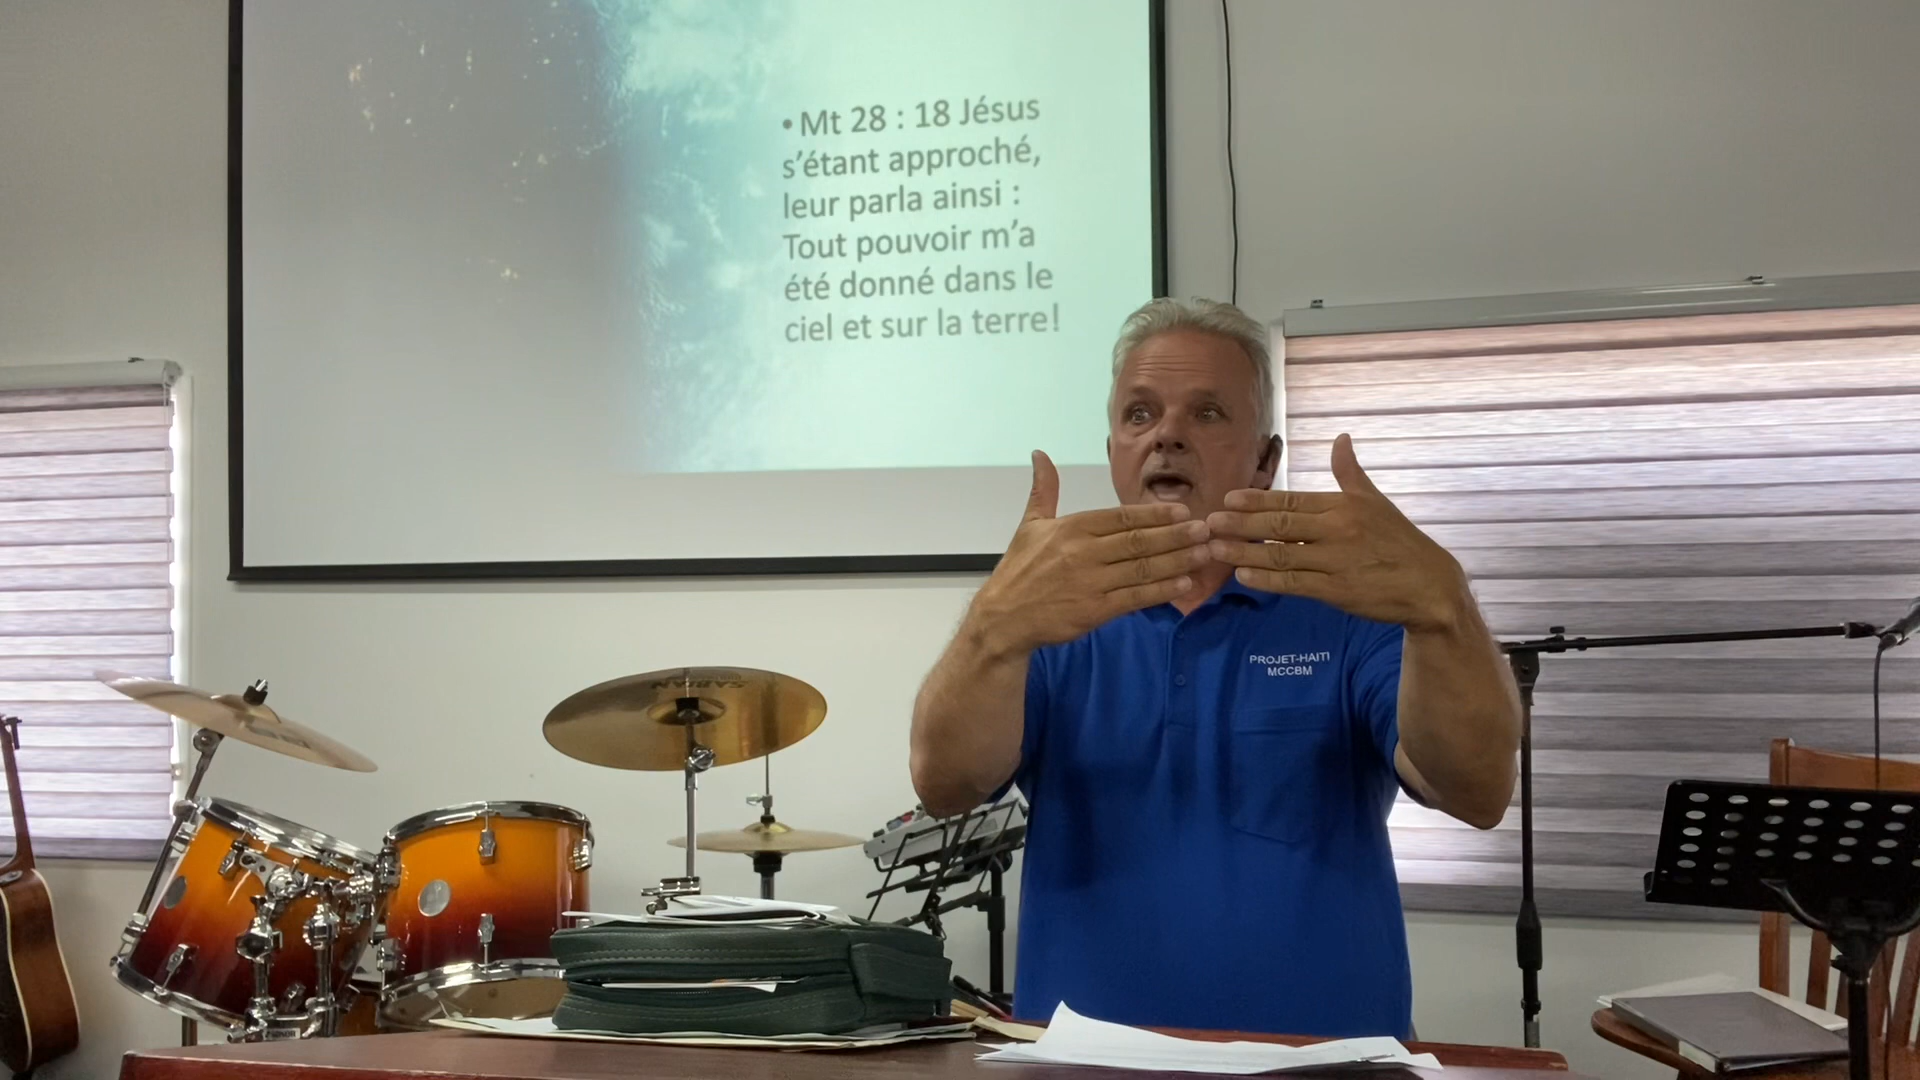 • Mt 28 : 18 Jésus
s’étant approché,
leur parla ainsi :
Tout pouvoir m’a
été donné dans le
ciel et sur la terre!
PROJET-HAITI
MCCBM
SABIAN